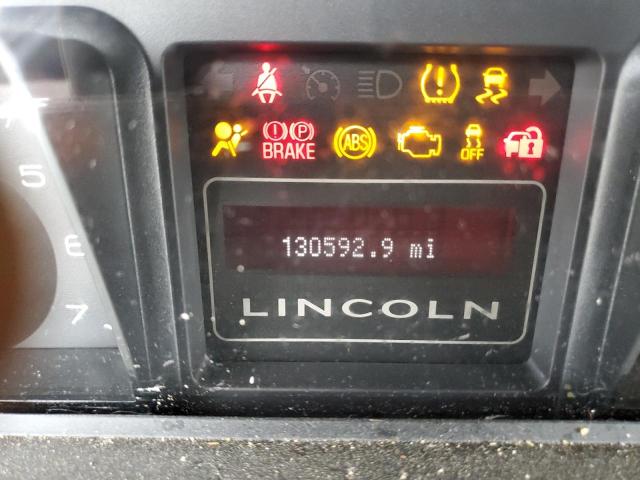 P
BRAKE
ABS
OFF
5
6
7
130592.9 mi
LINCOLN